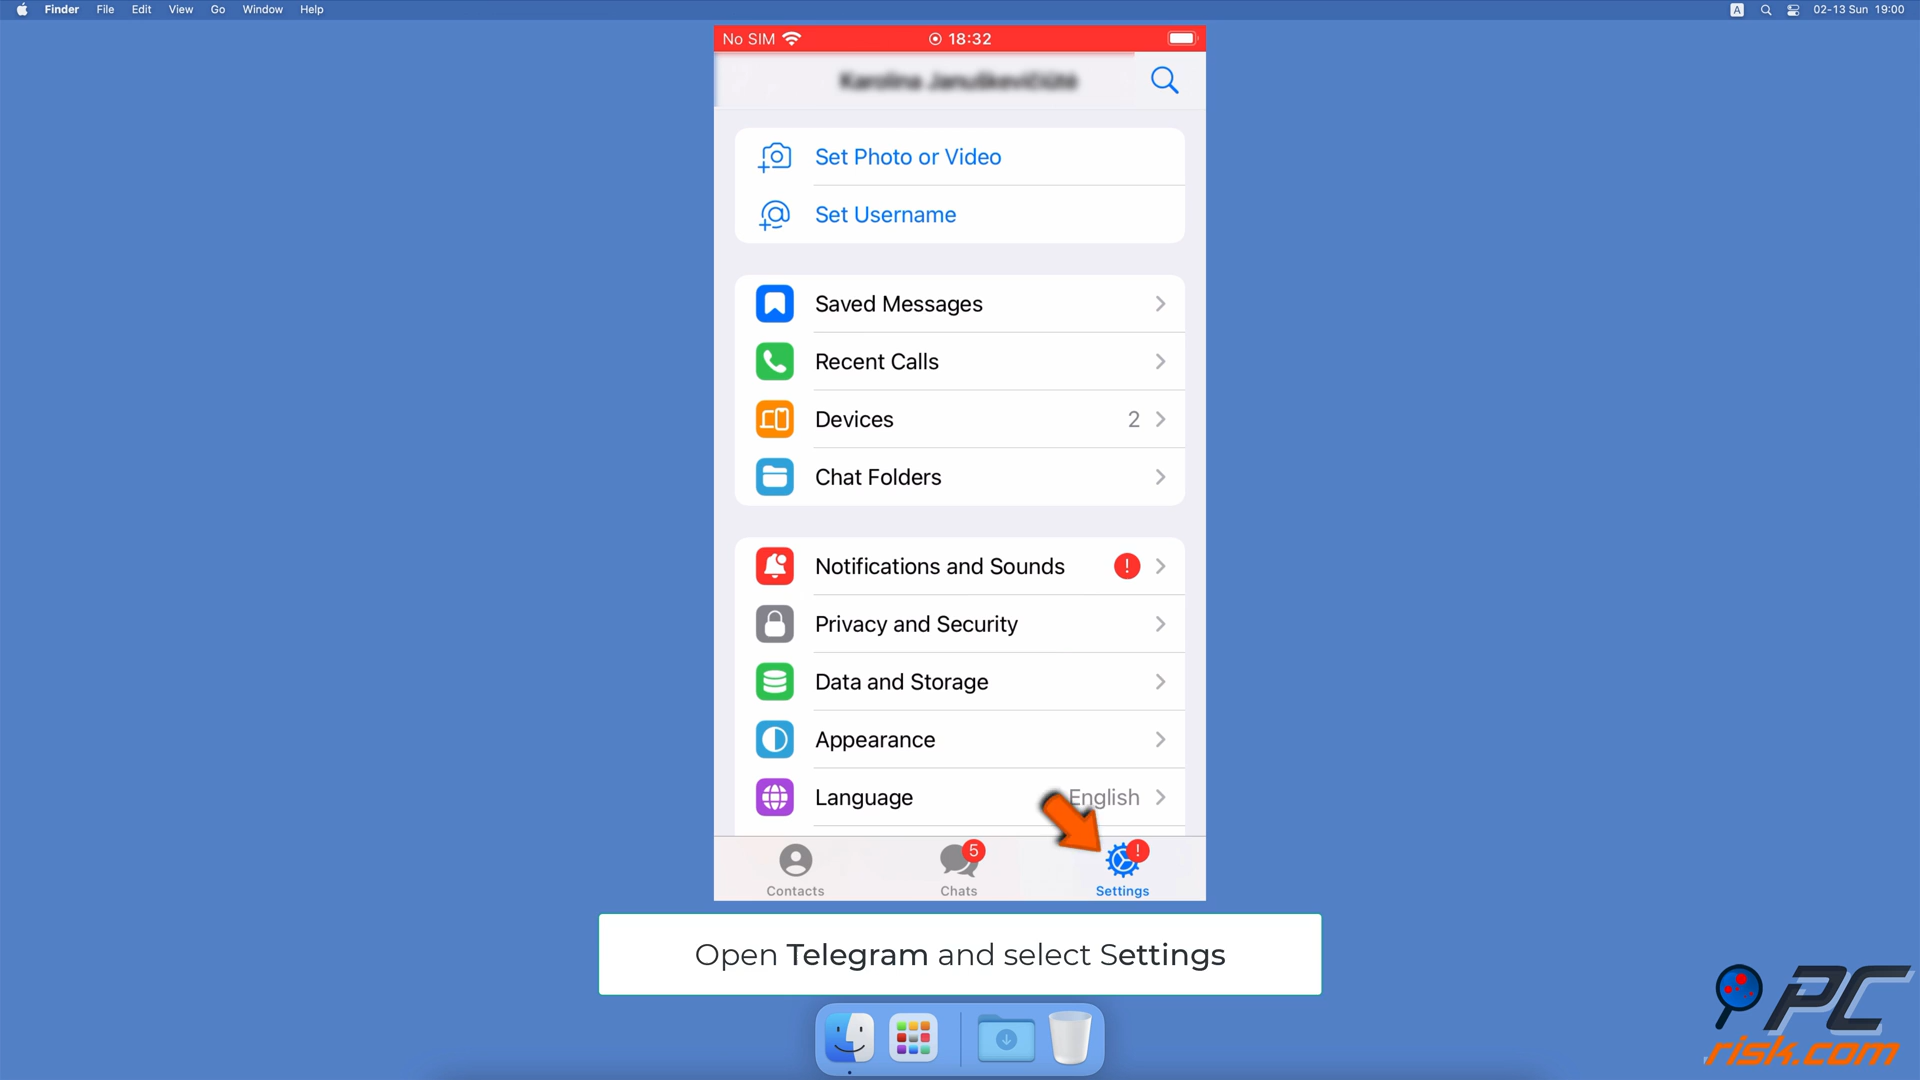 Finder File Edit View Go Window Help
A 02-13 Sun 19:00
No SIM 18:32
Set Photo or Video
Set Username
Saved Messages
Recent Calls
Devices 2
Chat Folders
Notifications and Sounds !
Privacy and Security
Data and Storage
Appearance
Language English
5 !
Contacts Chats Settings
Open Telegram and select Settings
PC
risk.com